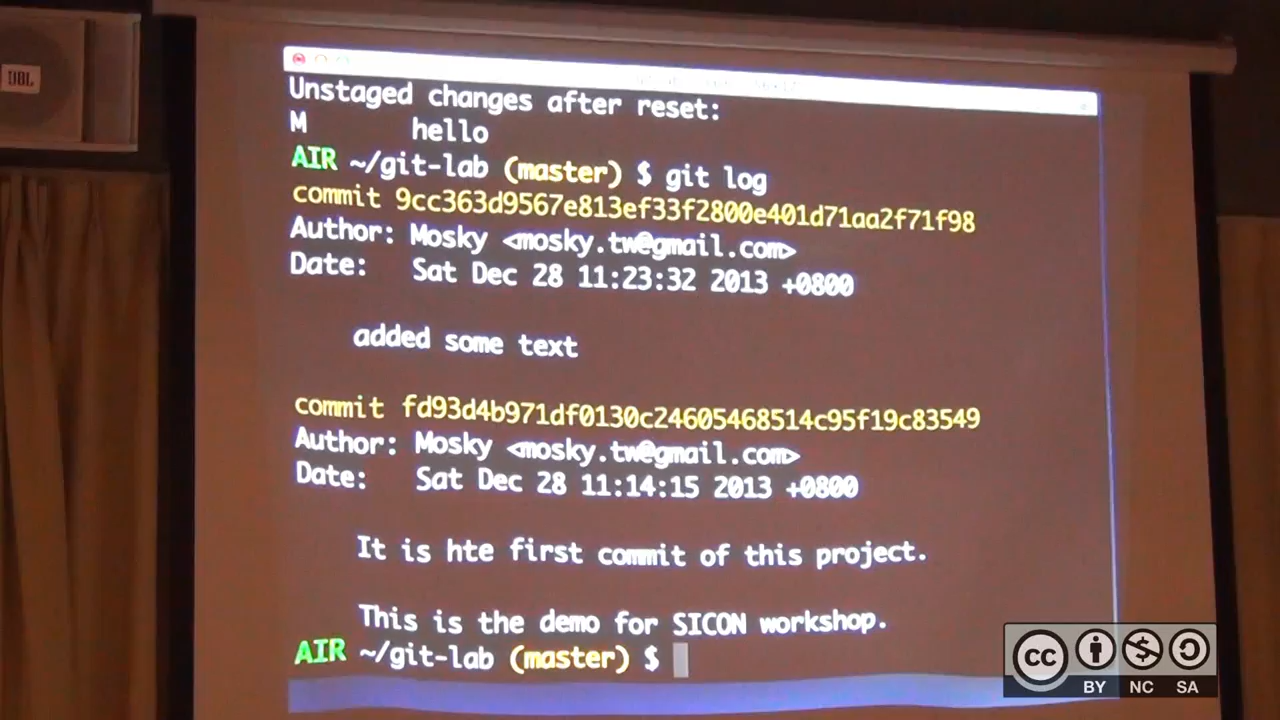 JBL
Unstaged changes after reset:
M hello
AIR ~/git-lab (master) $ git log
commit 9cc363d9567e813ef33f2800e401d71aa2f71f98
Author: Mosky <mosky.tw@gmail.com>
Date: Sat Dec 28 11:23:32 2013 +0800
added some text
commit fd93d4b971df0130c24605468514c95f19c83549
Author: Mosky <mosky.tw@gmail.com>
Date: Sat Dec 28 11:14:15 2013 +0800
It is hte first commit of this project.
This is the demo for SICON workshop.
AIR ~/git-lab (master) $
cc
BY NC SA